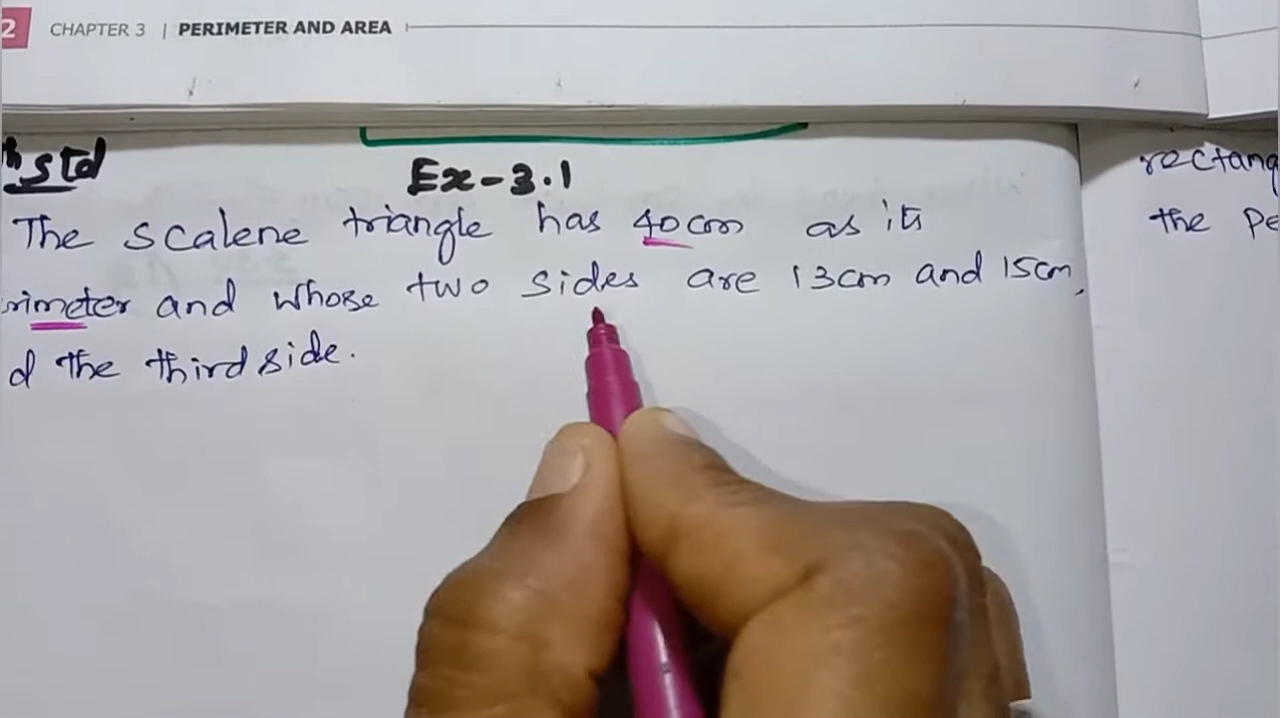 2 CHAPTER 3 | PERIMETER AND AREA
h std
Ex-3.1
The scalene triangle has 40cm as its
rimeter and whose two sides are 13cm and 15cm,
d the third side.
rectang
the Pe